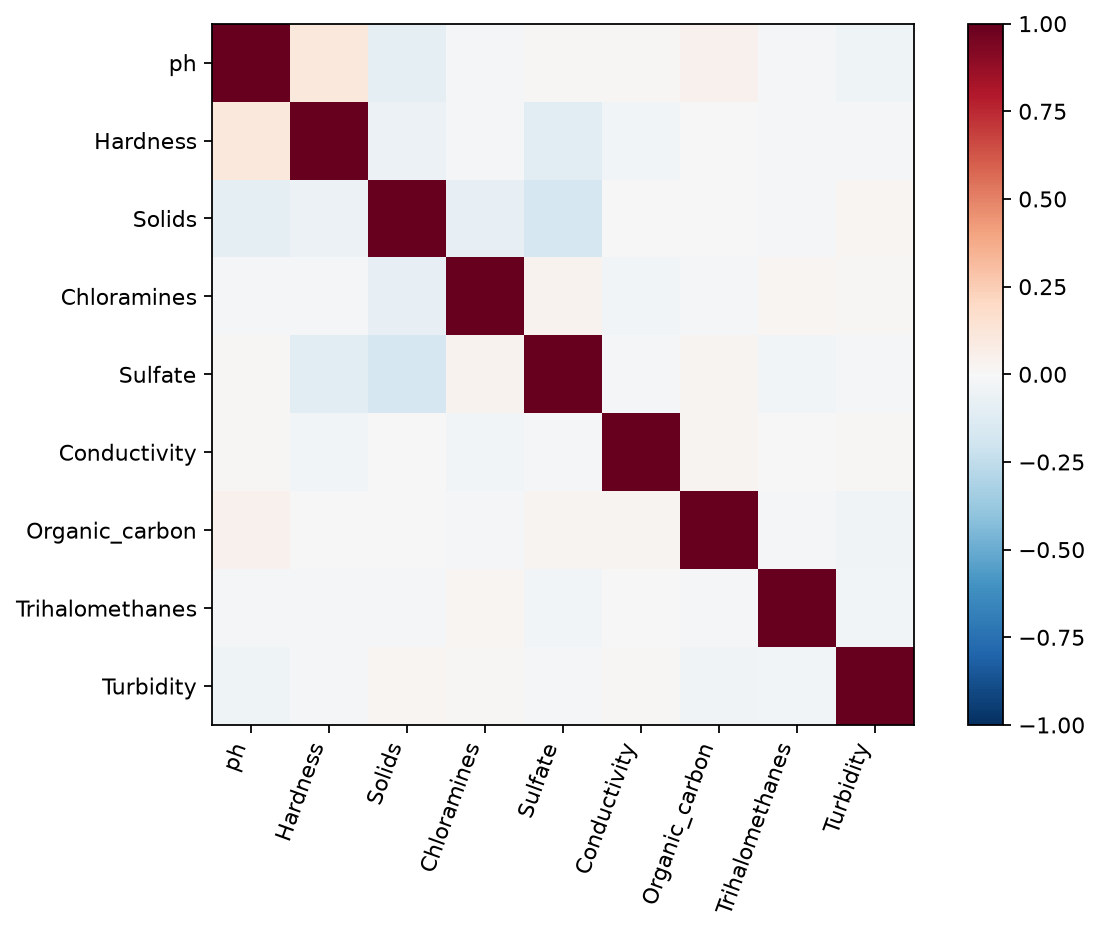 ph
Hardness
Solids
Chloramines
Sulfate
Conductivity
Organic_carbon
Trihalomethanes
Turbidity
ph
Hardness
Solids
Chloramines
Sulfate
Conductivity
Organic_carbon
Trihalomethanes
Turbidity
1.00
0.75
0.50
0.25
0.00
−0.25
−0.50
−0.75
−1.00